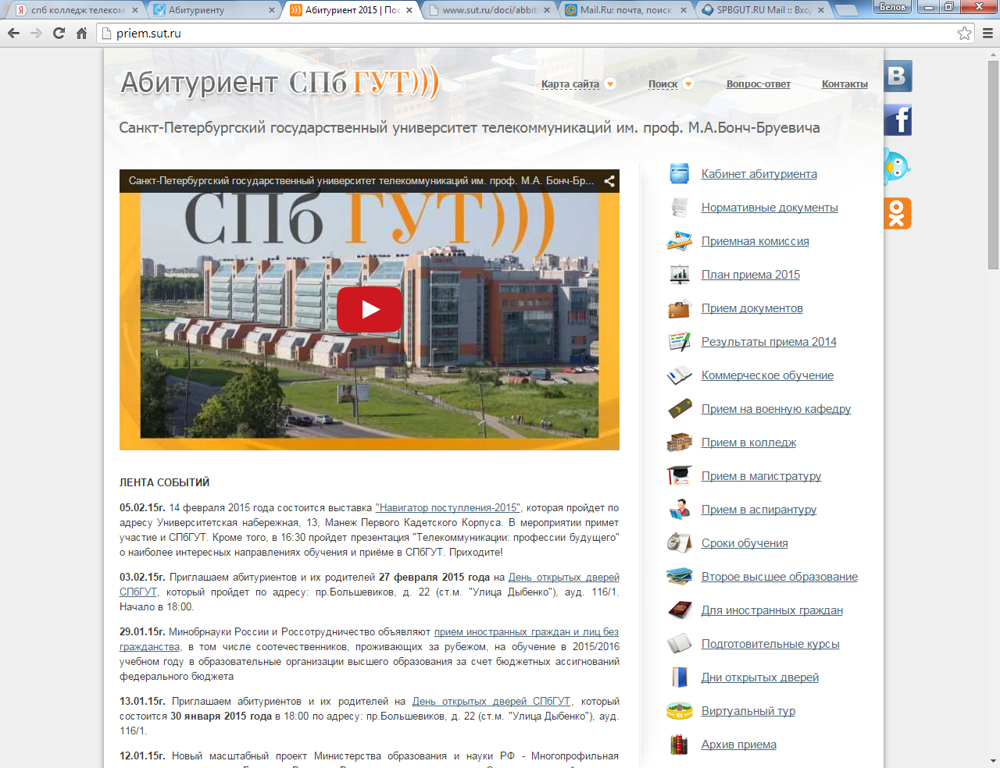 спб колледж телеком
Абитуриенту
Абитуриент 2015 | Пос
www.sut.ru/doci/abbit
Mail.Ru: почта, поиск
SPBGUT.RU Mail :: Вхо
Белов
priem.sut.ru
Абитуриент СПб ГУТ)))
Карта сайта
Поиск
Вопрос-ответ
Контакты
Санкт-Петербургский государственный университет телекоммуникаций им. проф. М.А.Бонч-Бруевича
Санкт-Петербургский государственный университет телекоммуникаций им. проф. М.А. Бонч-Бр...
СПб ГУТ)))
ЛЕНТА СОБЫТИЙ
05.02.15г. 14 февраля 2015 года состоится выставка "Навигатор поступления-2015", которая пройдет по
адресу Университетская набережная, 13, Манеж Первого Кадетского Корпуса. В мероприятии примет
участие и СПбГУТ. Кроме того, в 16:30 пройдет презентация "Телекоммуникации: профессии будущего"
о наиболее интересных направлениях обучения и приёме в СПбГУТ. Приходите!
03.02.15г. Приглашаем абитуриентов и их родителей 27 февраля 2015 года на День открытых дверей
СПбГУТ, который пройдет по адресу: пр.Большевиков, д. 22 (ст.м. "Улица Дыбенко"), ауд. 116/1.
Начало в 18:00.
29.01.15г. Минобрнауки России и Россотрудничество объявляют прием иностранных граждан и лиц без
гражданства, в том числе соотечественников, проживающих за рубежом, на обучение в 2015/2016
учебном году в образовательные организации высшего образования за счет бюджетных ассигнований
федерального бюджета
13.01.15г. Приглашаем абитуриентов и их родителей на День открытых дверей СПбГУТ, который
состоится 30 января 2015 года в 18:00 по адресу: пр.Большевиков, д. 22 (ст.м. "Улица Дыбенко"), ауд.
116/1.
12.01.15г. Новый масштабный проект Министерства образования и науки РФ - Многопрофильная
Кабинет абитуриента
Нормативные документы
Приемная комиссия
План приема 2015
Прием документов
Результаты приема 2014
Коммерческое обучение
Прием на военную кафедру
Прием в колледж
Прием в магистратуру
Прием в аспирантуру
Сроки обучения
Второе высшее образование
Для иностранных граждан
Подготовительные курсы
Дни открытых дверей
Виртуальный тур
Архив приема